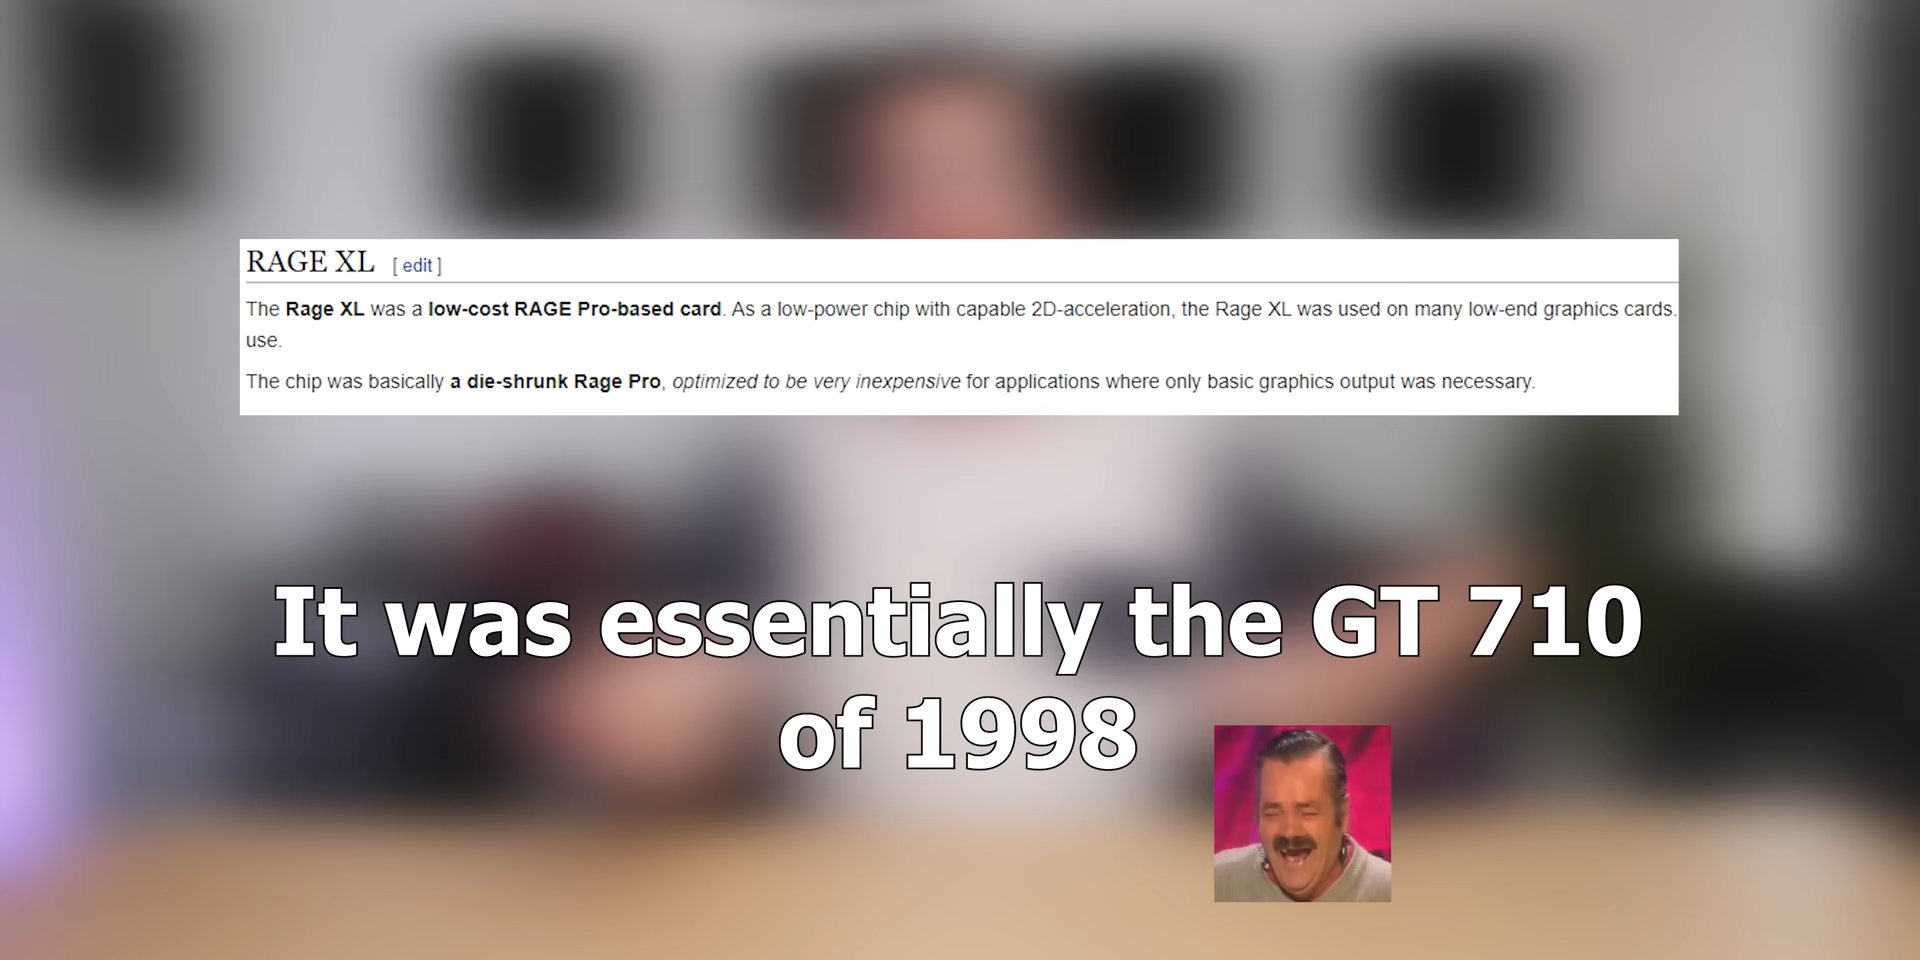 RAGE XL [ edit ]
The Rage XL was a low-cost RAGE Pro-based card. As a low-power chip with capable 2D-acceleration, the Rage XL was used on many low-end graphics cards.
use.
The chip was basically a die-shrunk Rage Pro, optimized to be very inexpensive for applications where only basic graphics output was necessary.
It was essentially the GT 710
of 1998